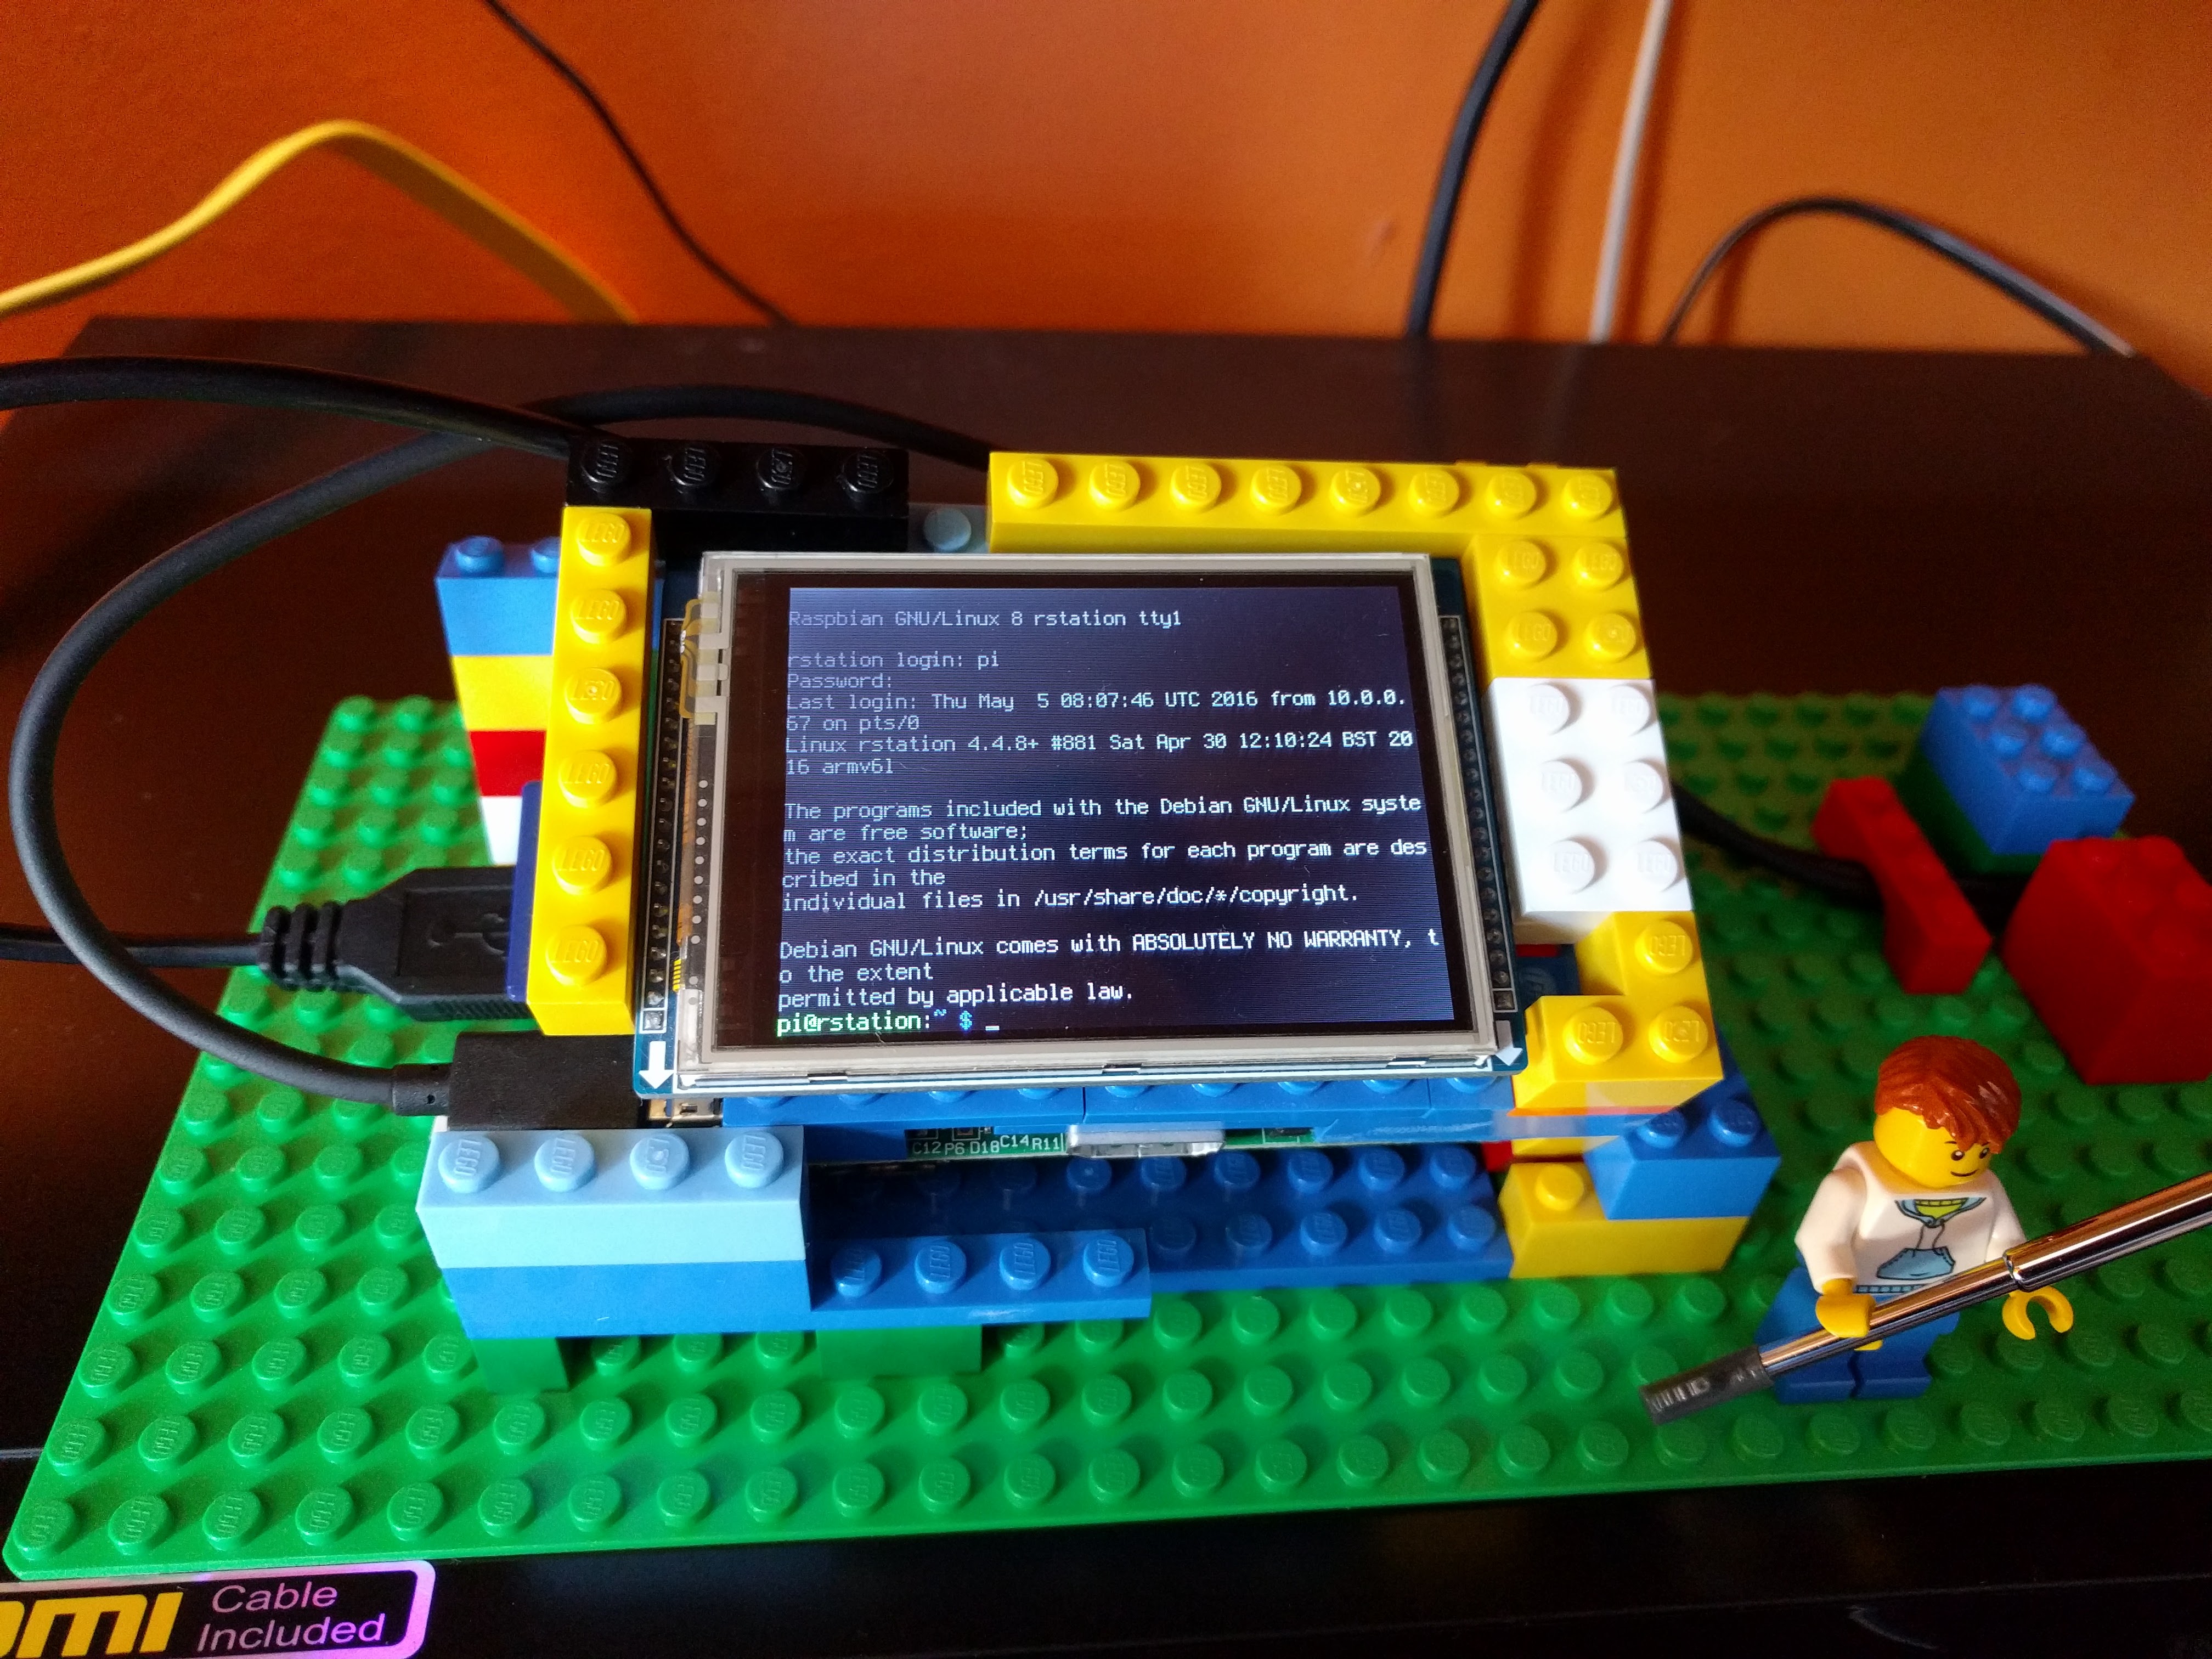 Raspbian GNU/Linux 8 rstation tty1
rstation login: pi
Password:
Last login: Thu May  5 08:07:46 UTC 2016 from 10.0.0.
67 on pts/0
Linux rstation 4.4.8+ #881 Sat Apr 30 12:10:24 BST 20
16 armv6l
The programs included with the Debian GNU/Linux syste
m are free software;
the exact distribution terms for each program are des
cribed in the
individual files in /usr/share/doc/*/copyright.
Debian GNU/Linux comes with ABSOLUTELY NO WARRANTY, t
o the extent
permitted by applicable law.
pi@rstation:~ $ _
C12 P6 D18 C14 R11
LEGO
Cable
Included